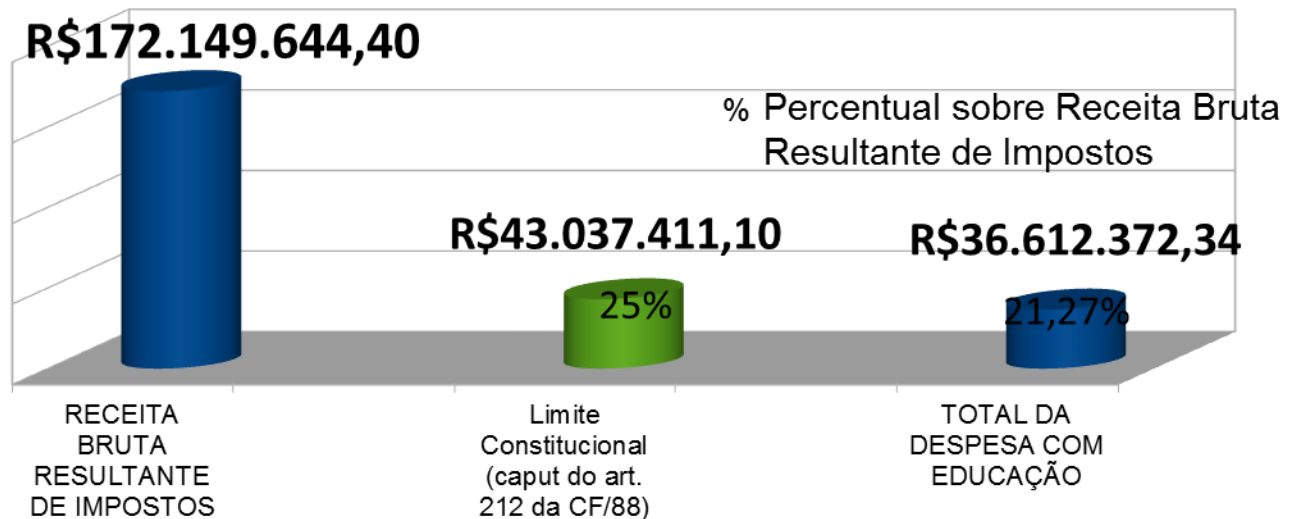 R$172.149.644,40
% Percentual sobre Receita Bruta
Resultante de Impostos
R$43.037.411,10
R$36.612.372,34
25%
21,27%
RECEITA
BRUTA
RESULTANTE
DE IMPOSTOS
Limite
Constitucional
(caput do art.
212 da CF/88)
TOTAL DA
DESPESA COM
EDUCAÇÃO